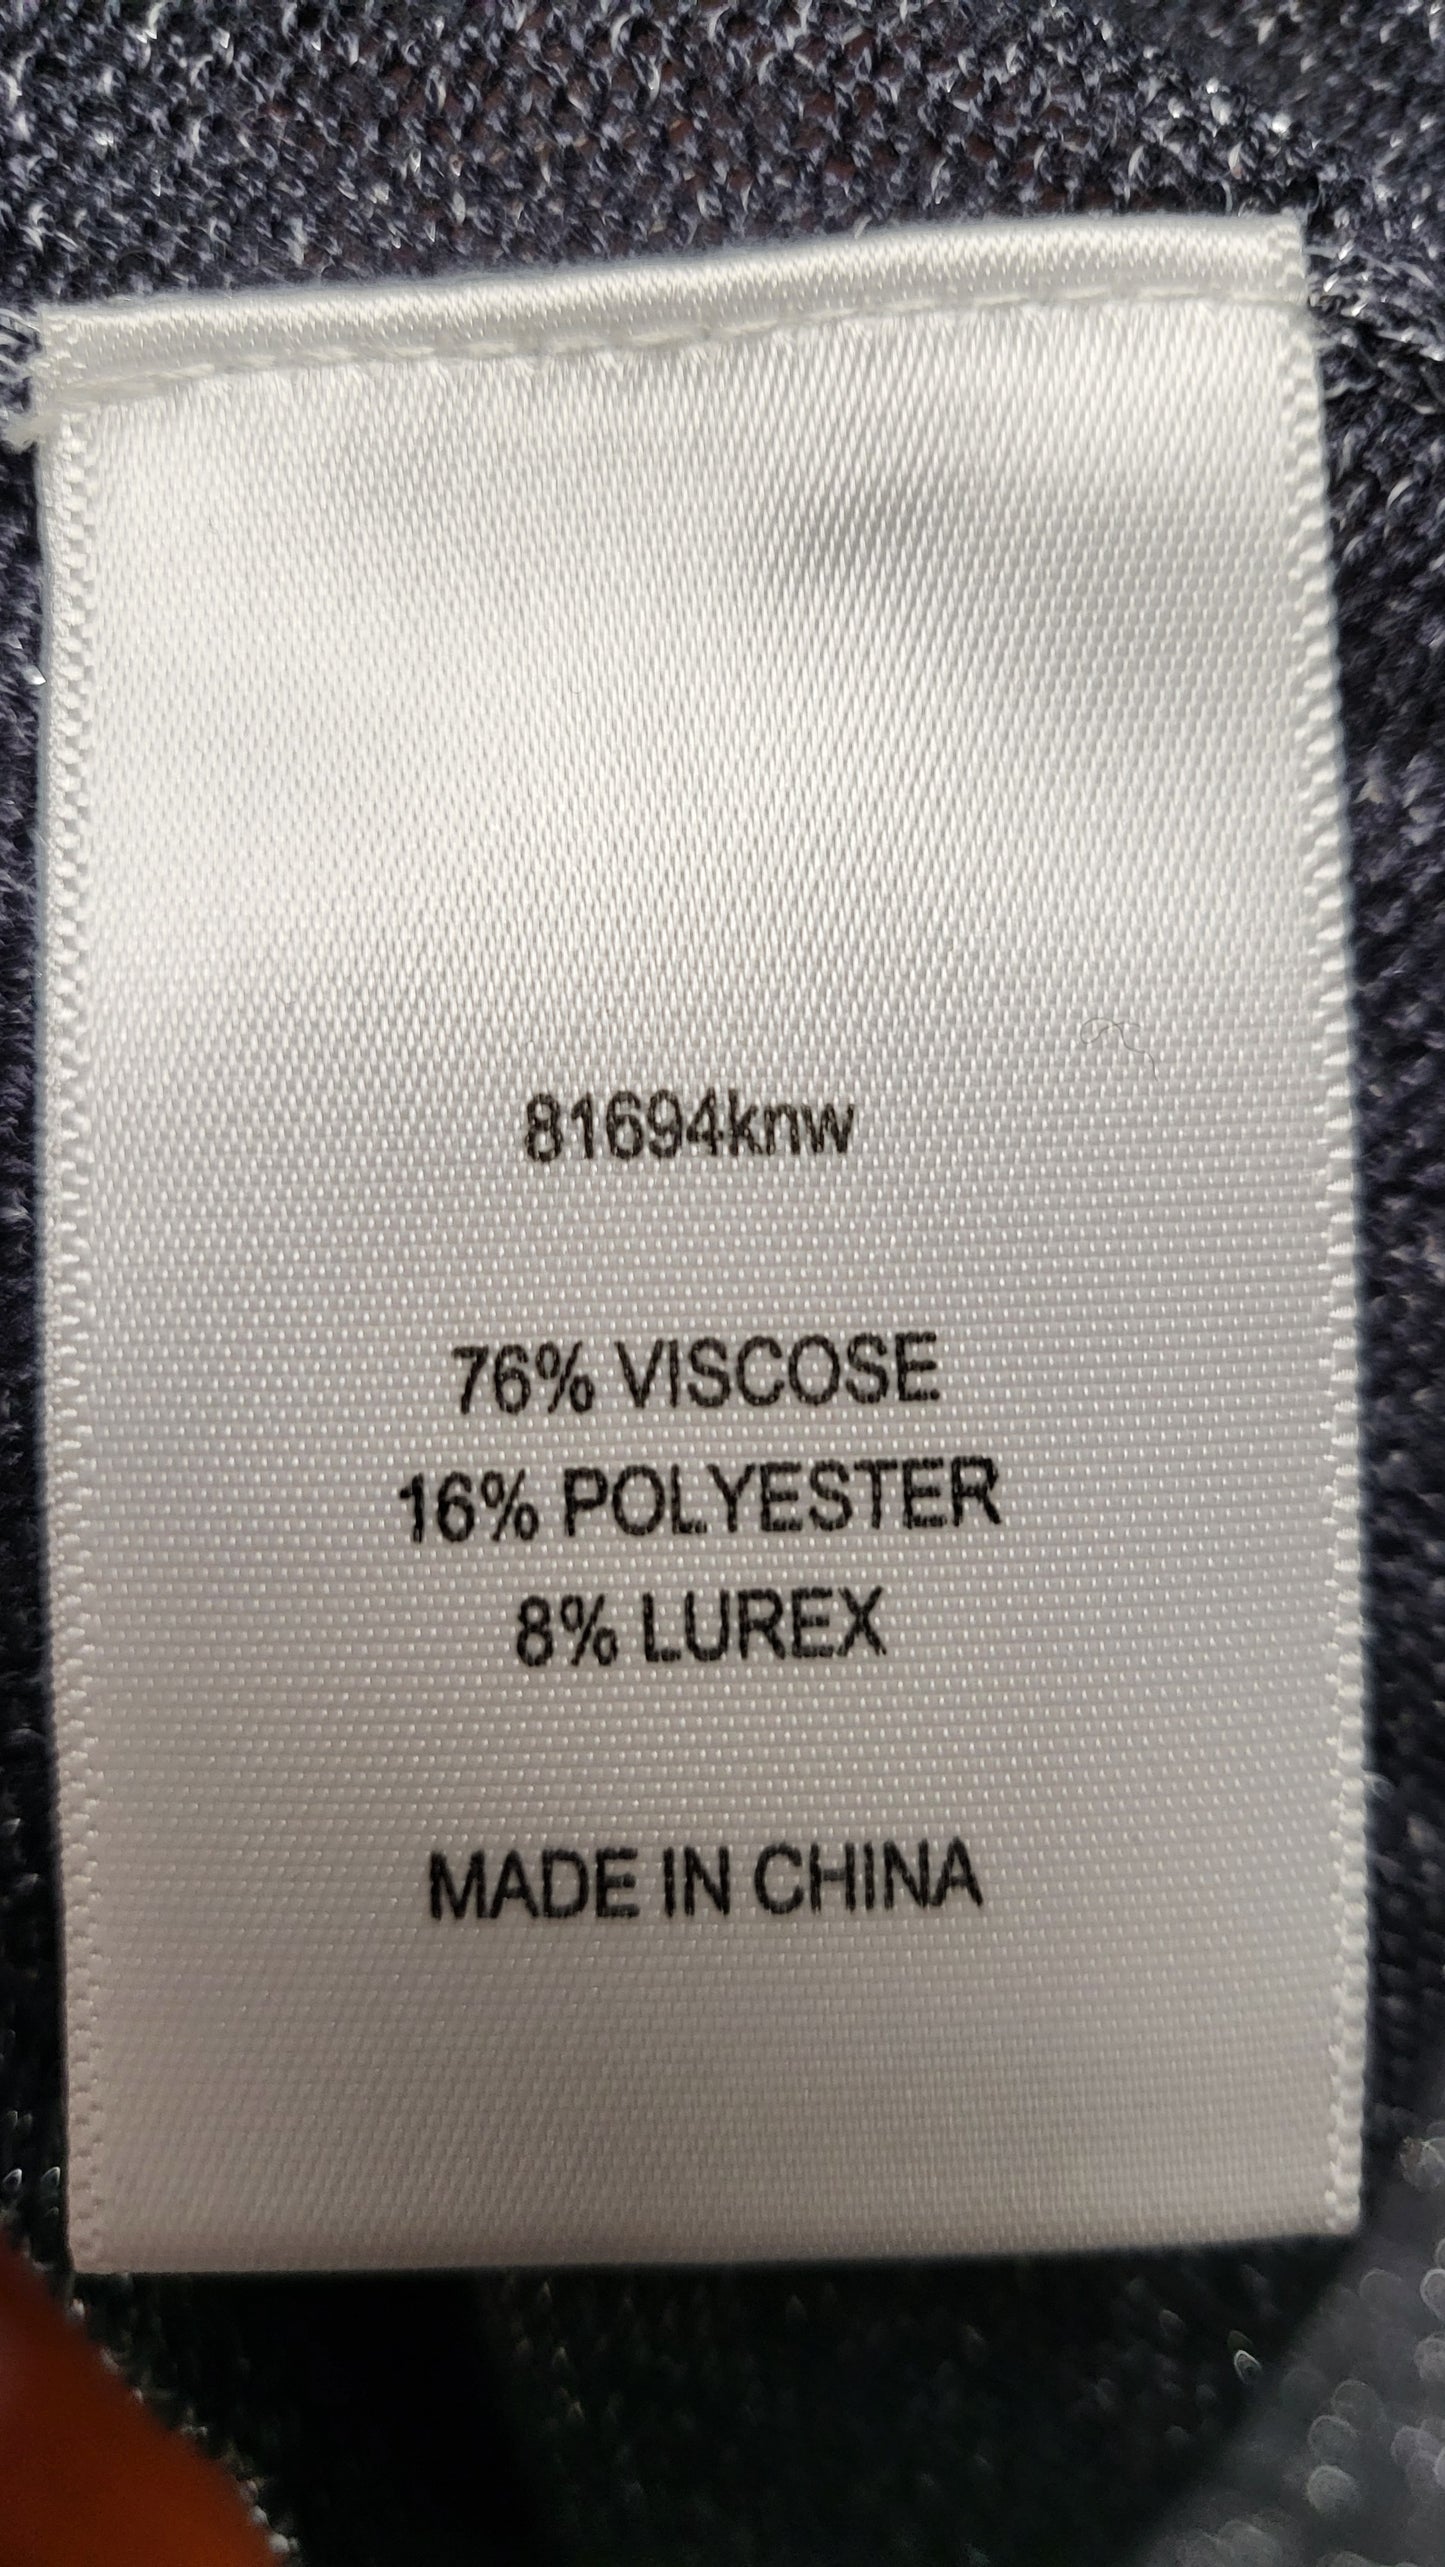 81694knw
76% VISCOSE
16% POLYESTER
8% LUREX
MADE IN CHINA